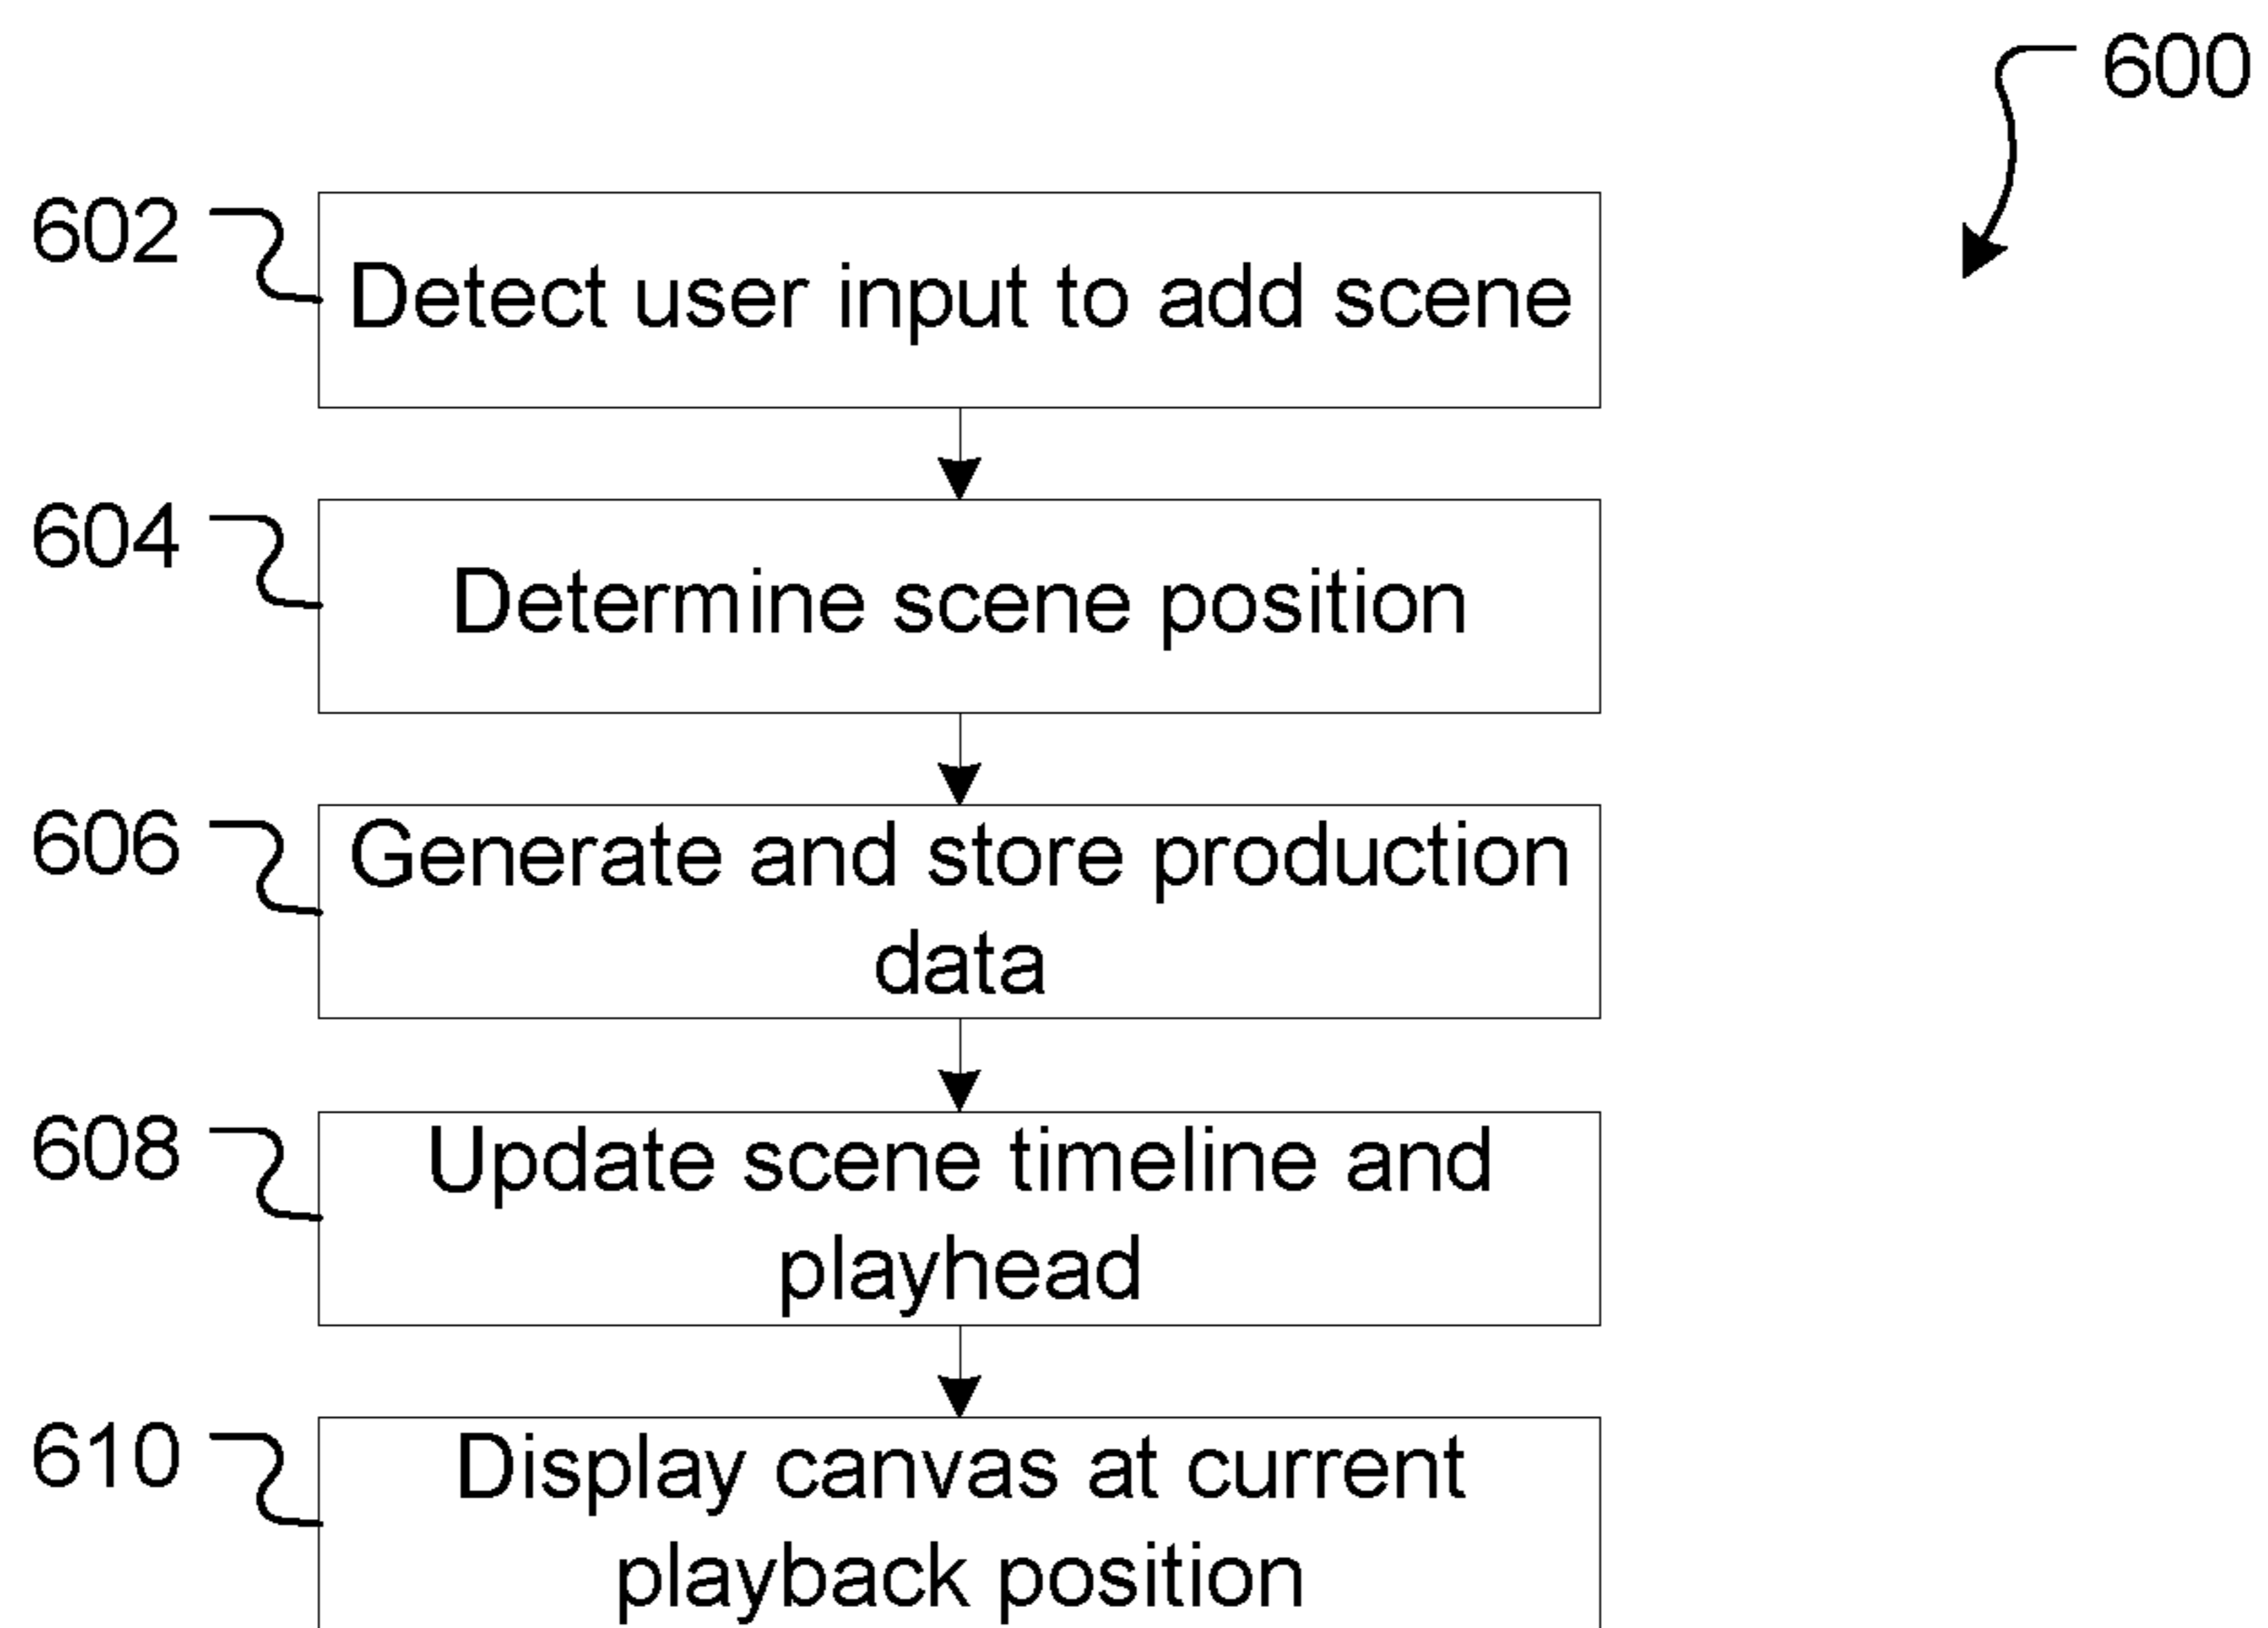 600
602
Detect user input to add scene
604
Determine scene position
606
Generate and store production
data
608
Update scene timeline and
playhead
610
Display canvas at current
playback position